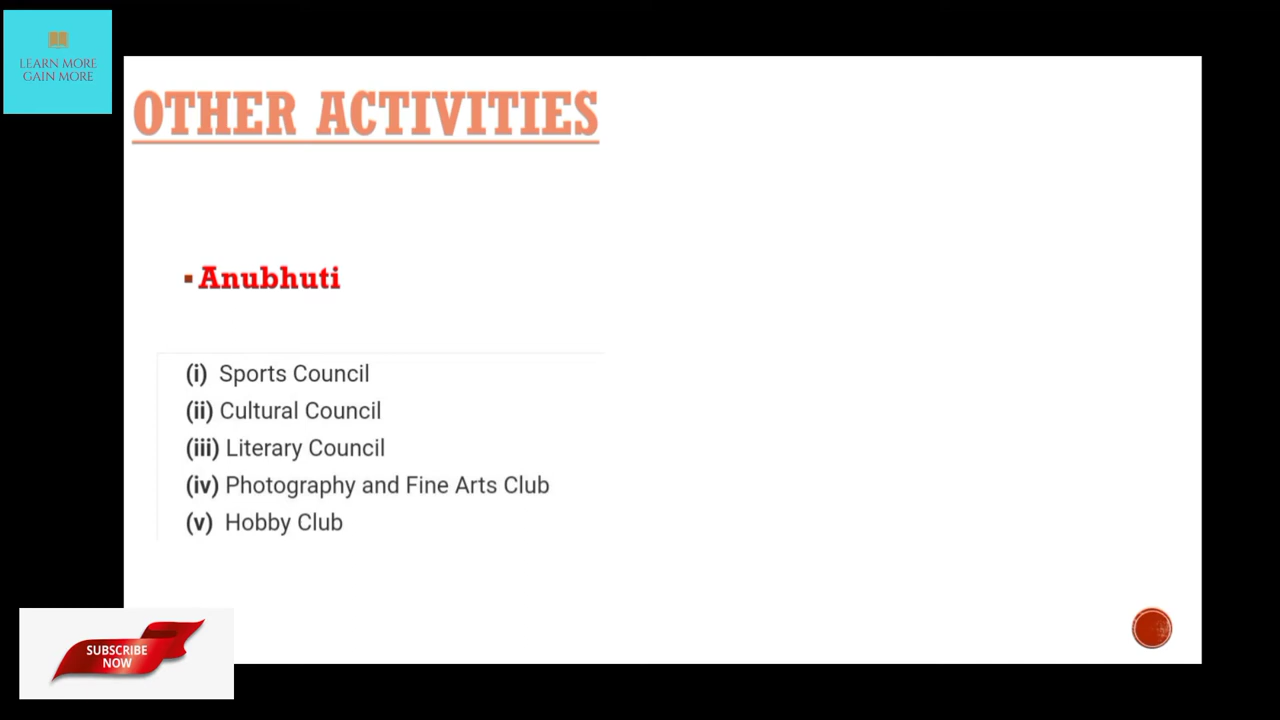 LEARN MORE
GAIN MORE
OTHER ACTIVITIES
▪ Anubhuti
(i) Sports Council
(ii) Cultural Council
(iii) Literary Council
(iv) Photography and Fine Arts Club
(v) Hobby Club
SUBSCRIBE
NOW